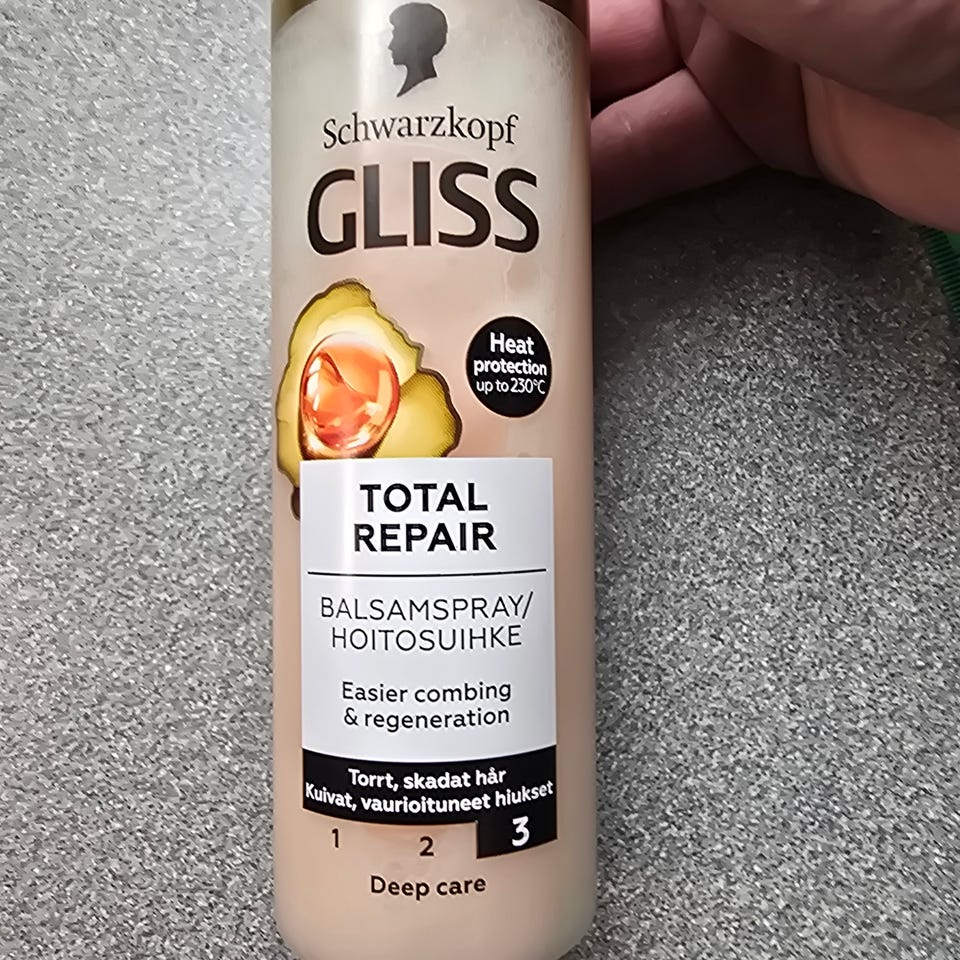 Schwarzkopf
GLISS
Heat
protection
up to 230°C
TOTAL
REPAIR
BALSAMSPRAY/
HOITOSUIHKE
Easier combing
& regeneration
Torrt, skadat hår
Kuivat, vaurioituneet hiukset
1 2 3
Deep care